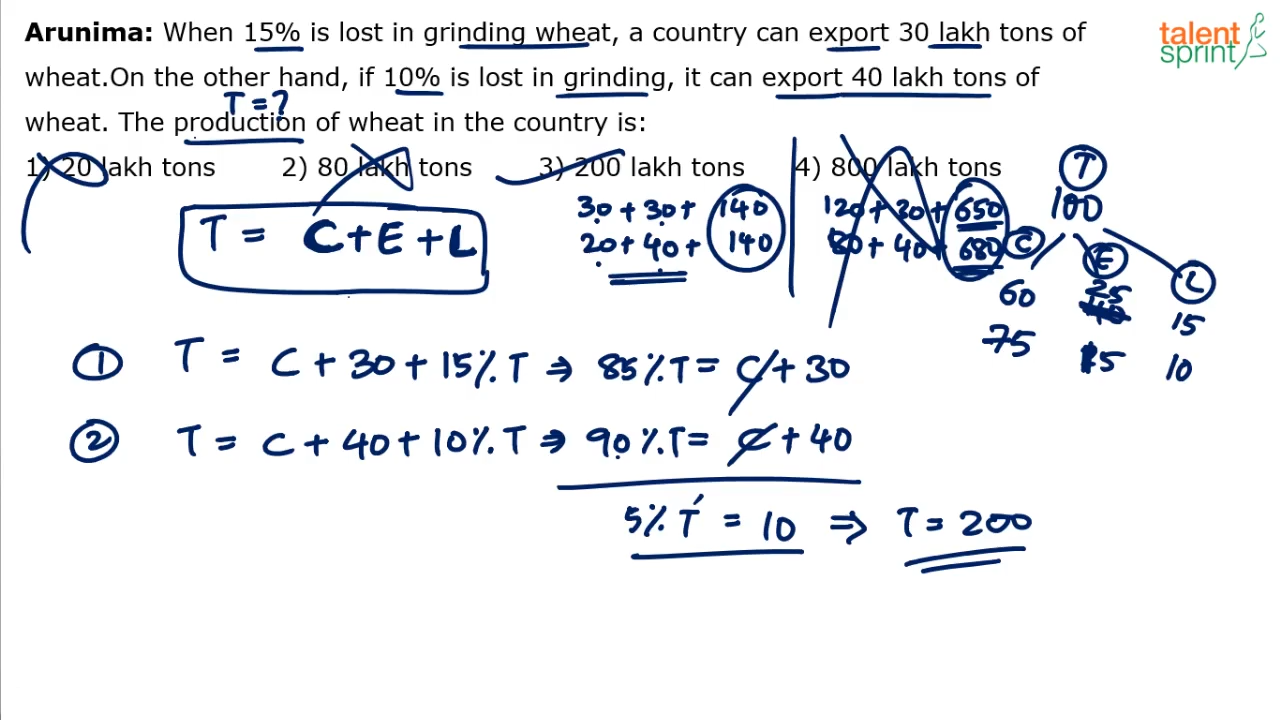 Arunima: When 15% is lost in grinding wheat, a country can export 30 lakh tons of
wheat.On the other hand, if 10% is lost in grinding, it can export 40 lakh tons of
T = ?
wheat. The production of wheat in the country is:
1) 20 lakh tons 2) 80 lakh tons 3) 200 lakh tons 4) 800 lakh tons
talent
sprint
T = C + E + L
30 + 30 + 140
20 + 40 + 140
120 + 30 + 650
80 + 40 + 680
T
100
C E L
60 25 15
40
75 15 10
① T = C + 30 + 15% T ⇒ 85% T = C + 30
② T = C + 40 + 10% T ⇒ 90% T = C + 40
5% T = 10 ⇒ T = 200